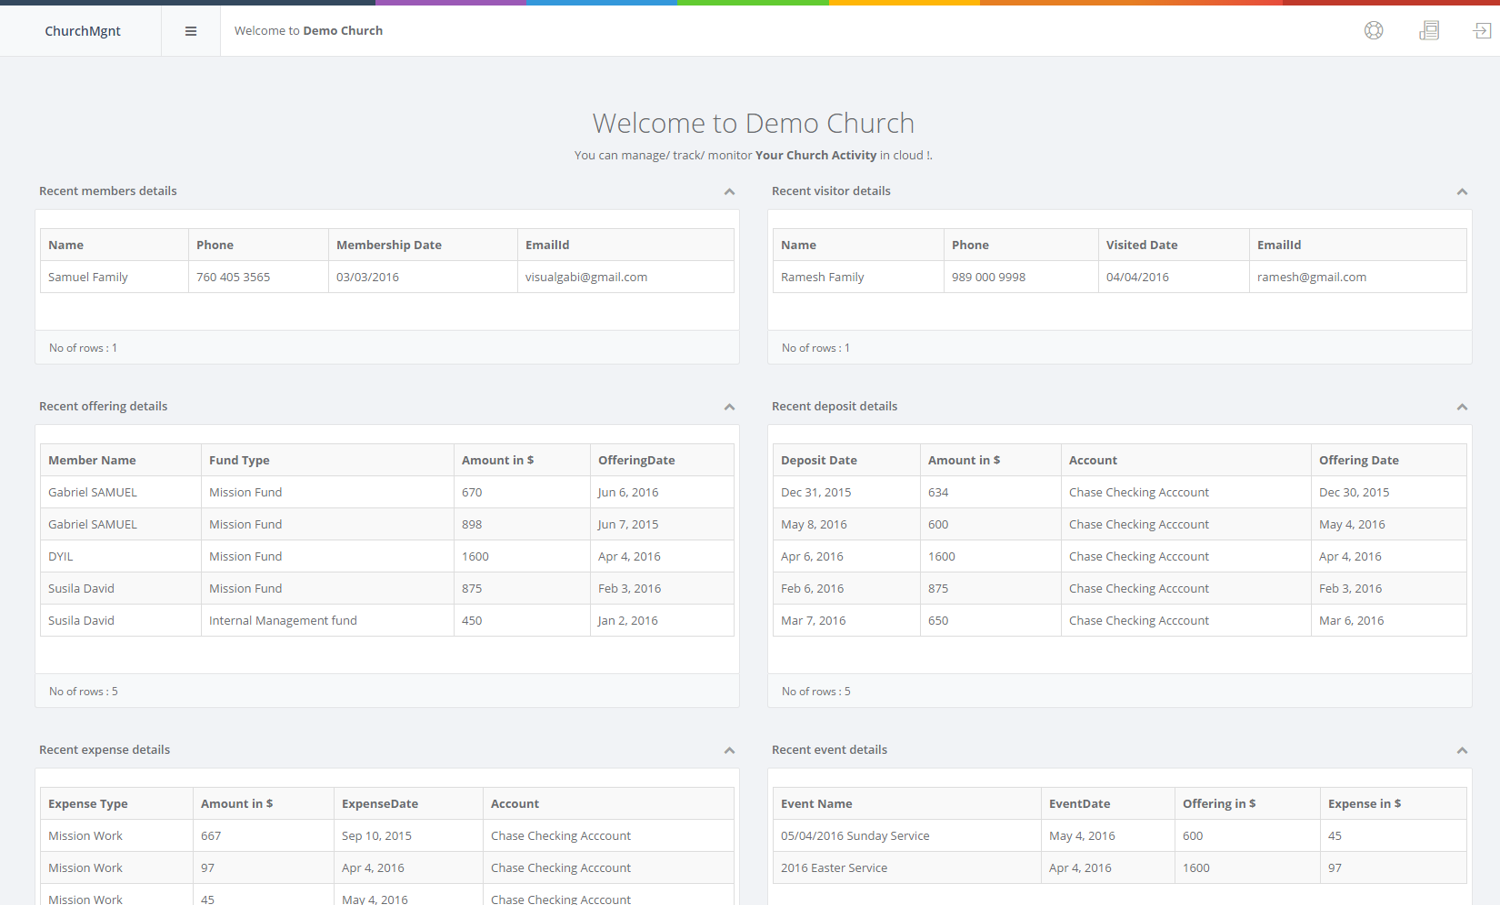 ChurchMgnt
Welcome to Demo Church
Welcome to Demo Church
You can manage/ track/ monitor Your Church Activity in cloud !.
Recent members details
Name Phone Membership Date EmailId
Samuel Family 760 405 3565 03/03/2016 visualgabi@gmail.com
No of rows : 1
Recent visitor details
Name Phone Visited Date EmailId
Ramesh Family 989 000 9998 04/04/2016 ramesh@gmail.com
No of rows : 1
Recent offering details
Member Name Fund Type Amount in $ OfferingDate
Gabriel SAMUEL Mission Fund 670 Jun 6, 2016
Gabriel SAMUEL Mission Fund 898 Jun 7, 2015
DYIL Mission Fund 1600 Apr 4, 2016
Susila David Mission Fund 875 Feb 3, 2016
Susila David Internal Management fund 450 Jan 2, 2016
No of rows : 5
Recent deposit details
Deposit Date Amount in $ Account Offering Date
Dec 31, 2015 634 Chase Checking Acccount Dec 30, 2015
May 8, 2016 600 Chase Checking Acccount May 4, 2016
Apr 6, 2016 1600 Chase Checking Acccount Apr 4, 2016
Feb 6, 2016 875 Chase Checking Acccount Feb 3, 2016
Mar 7, 2016 650 Chase Checking Acccount Mar 6, 2016
No of rows : 5
Recent expense details
Expense Type Amount in $ ExpenseDate Account
Mission Work 667 Sep 10, 2015 Chase Checking Acccount
Mission Work 97 Apr 4, 2016 Chase Checking Acccount
Mission Work 45 May 4, 2016 Chase Checking Acccount
Recent event details
Event Name EventDate Offering in $ Expense in $
05/04/2016 Sunday Service May 4, 2016 600 45
2016 Easter Service Apr 4, 2016 1600 97